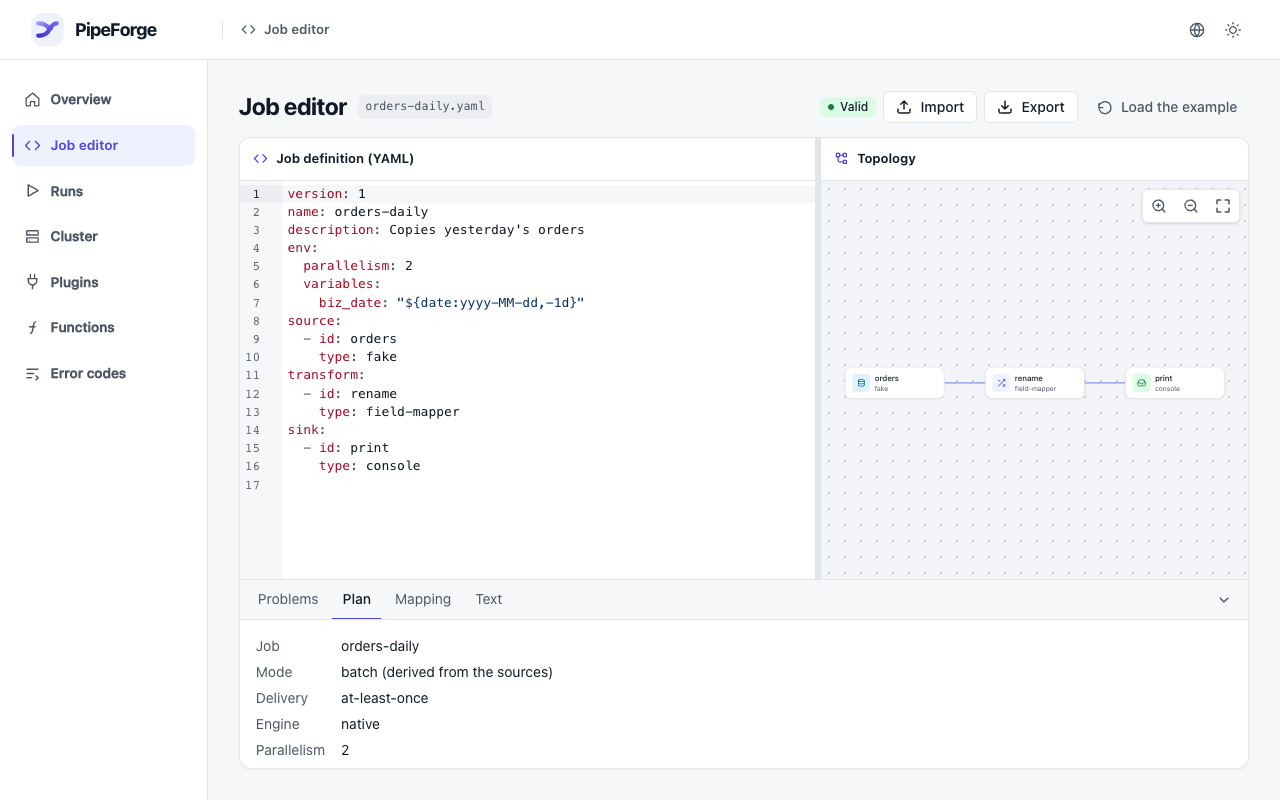 PipeForge
Job editor
Overview
Job editor
Runs
Cluster
Plugins
Functions
Error codes
Job editor
orders-daily.yaml
Valid
Import
Export
Load the example
Job definition (YAML)
1 version: 1
2 name: orders-daily
3 description: Copies yesterday's orders
4 env:
5   parallelism: 2
6   variables:
7     biz_date: "${date:yyyy-MM-dd,-1d}"
8 source:
9   - id: orders
10     type: fake
11 transform:
12   - id: rename
13     type: field-mapper
14 sink:
15   - id: print
16     type: console
17
Topology
orders
fake
rename
field-mapper
print
console
Problems Plan Mapping Text
Job orders-daily
Mode batch (derived from the sources)
Delivery at-least-once
Engine native
Parallelism 2